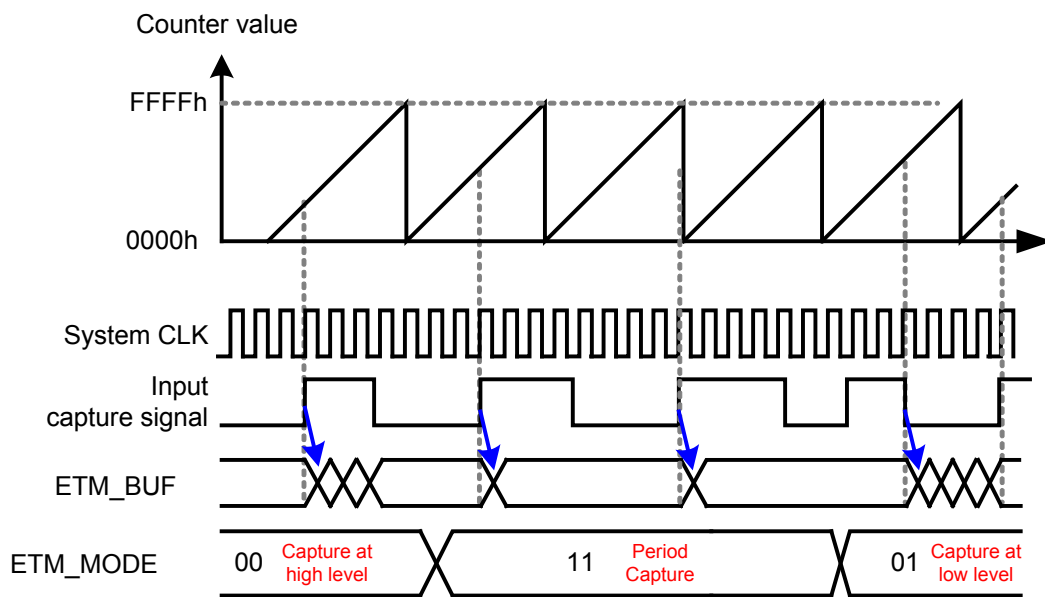 Counter value
FFFFh
0000h
System CLK
Input
capture signal
ETM_BUF
ETM_MODE
00
Capture at
high level
11
Period
Capture
01
Capture at
low level